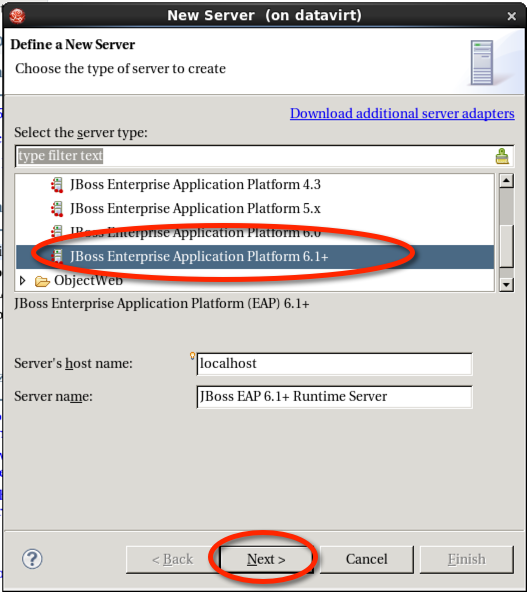 New Server (on datavirt)
Define a New Server
Choose the type of server to create
Download additional server adapters
Select the server type:
type filter text
JBoss Enterprise Application Platform 4.3
JBoss Enterprise Application Platform 5.x
JBoss Enterprise Application Platform 6.0
JBoss Enterprise Application Platform 6.1+
ObjectWeb
JBoss Enterprise Application Platform (EAP) 6.1+
Server's host name: localhost
Server name: JBoss EAP 6.1+ Runtime Server
? < Back Next > Cancel Finish